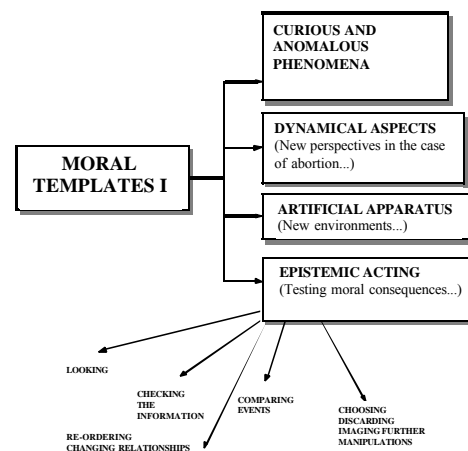 CURIOUS AND
ANOMALOUS
PHENOMENA
DYNAMICAL ASPECTS
(New perspectives in the case
of abortion...)
MORAL
TEMPLATES I
ARTIFICIAL APPARATUS
(New environments...)
EPISTEMIC ACTING
(Testing moral consequences...)
LOOKING
CHECKING
THE
INFORMATION
COMPARING
EVENTS
CHOOSING
DISCARDING
IMAGING FURTHER
MANIPULATIONS
RE-ORDERING
CHANGING RELATIONSHIPS